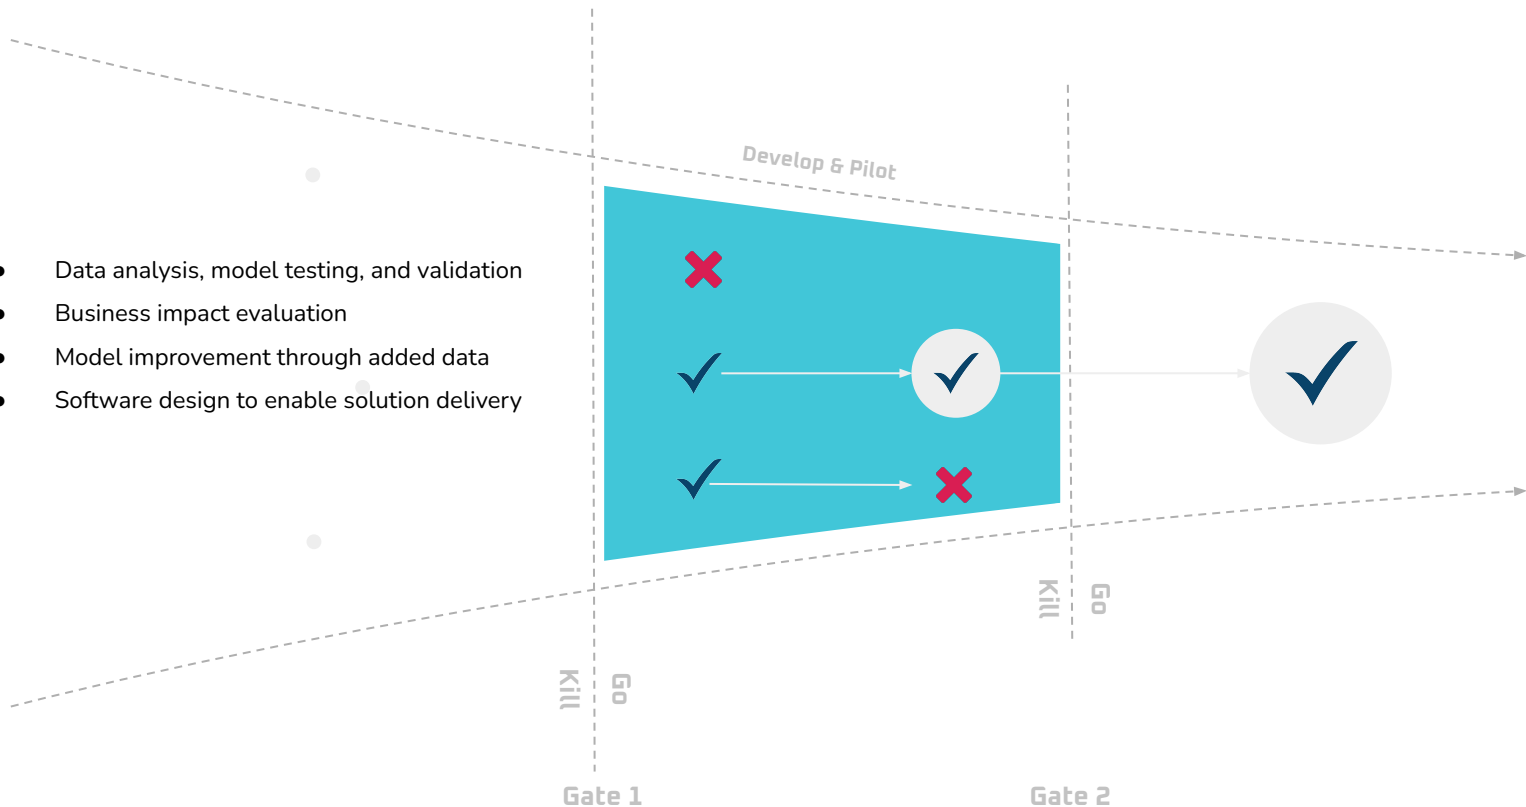 Develop & Pilot
• Data analysis, model testing, and validation
• Business impact evaluation
• Model improvement through added data
• Software design to enable solution delivery
Kill
Go
Kill
Go
Gate 1
Gate 2